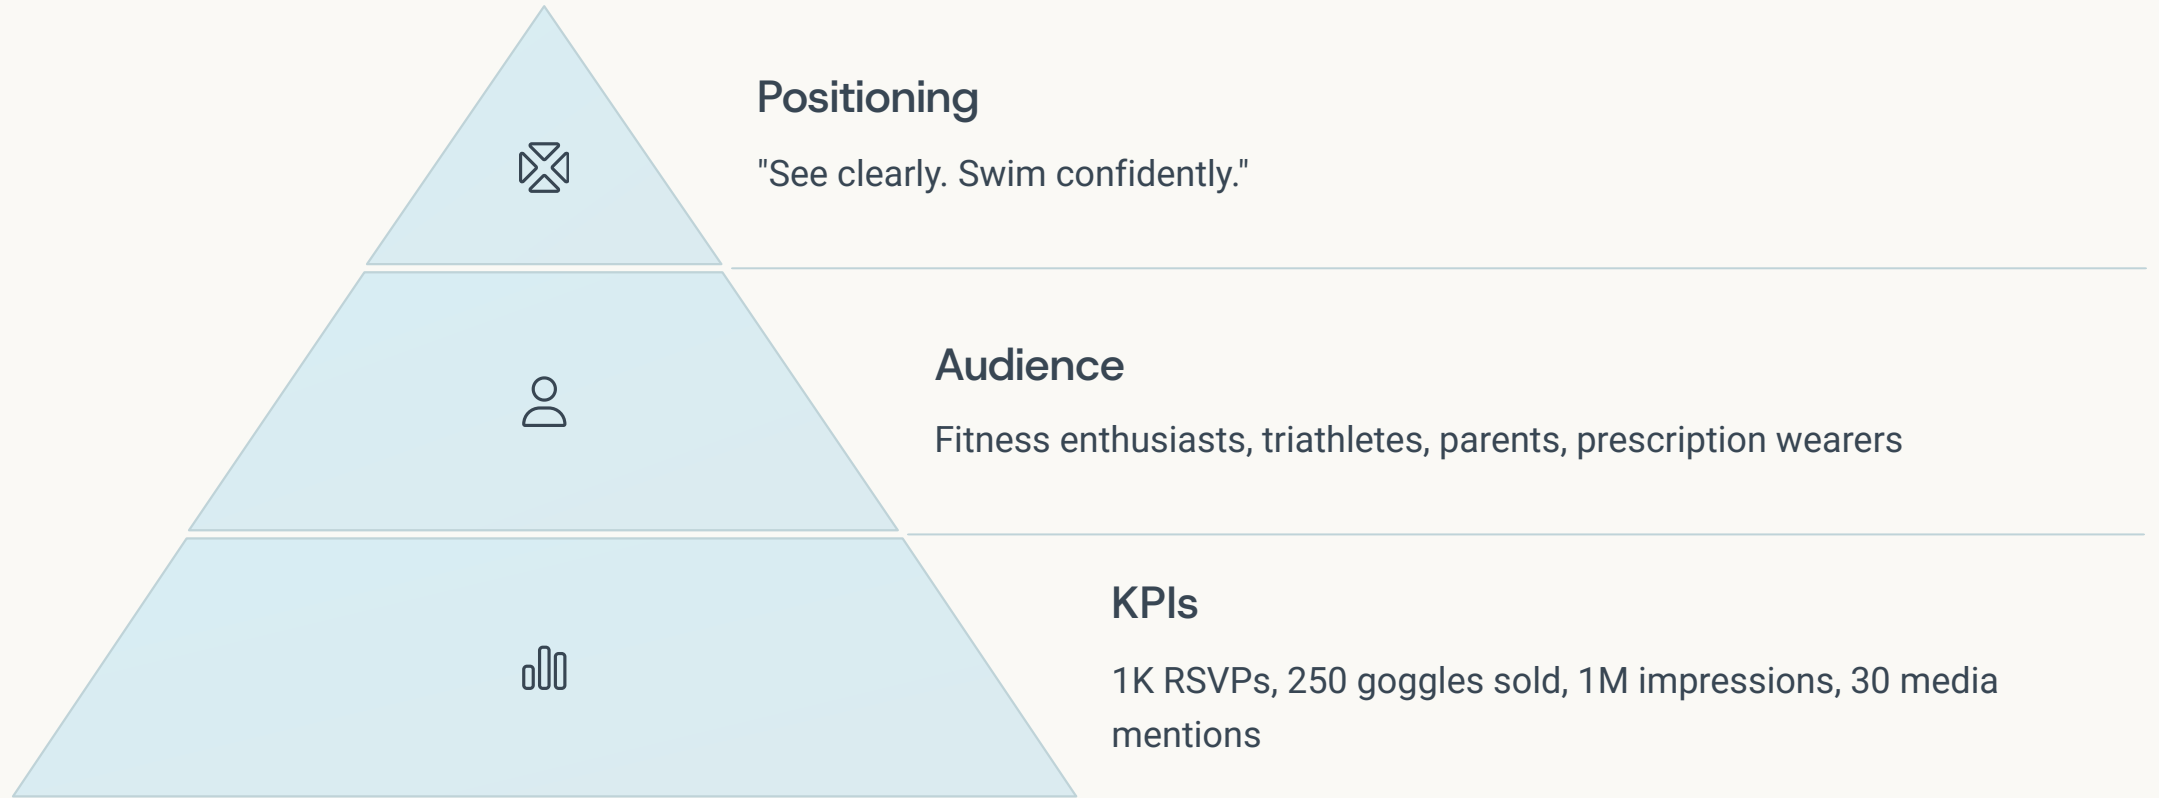 Positioning
"See clearly. Swim confidently."
Audience
Fitness enthusiasts, triathletes, parents, prescription wearers
KPIs
1K RSVPs, 250 goggles sold, 1M impressions, 30 media
mentions